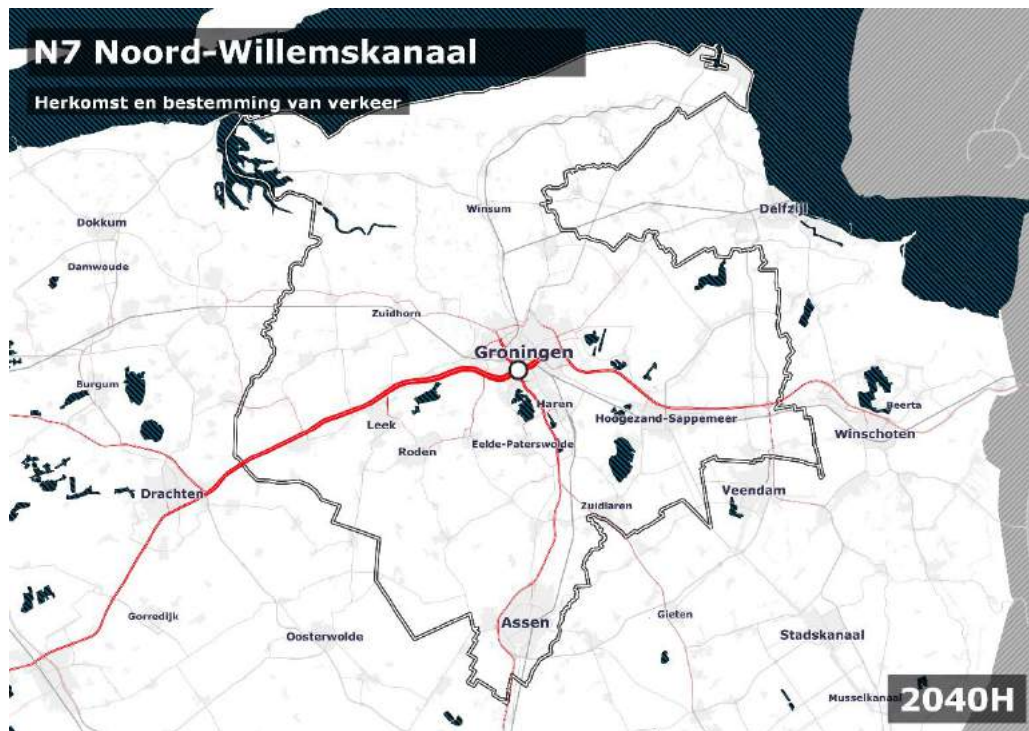 N7 Noord-Willemskanaal
Herkomst en bestemming van verkeer
Winsum
Delfzijl
Dokkum
Damwoude
Zuidhorn
Groningen
Burgum
Haren
Beerta
Leek
Hoogezand-Sappemeer
Winschoten
Roden
Eelde-Paterswolde
Drachten
Veendam
Zuidlaren
Gorredijk
Gieten
Assen
Oosterwolde
Stadskanaal
Musselkanaal
2040H